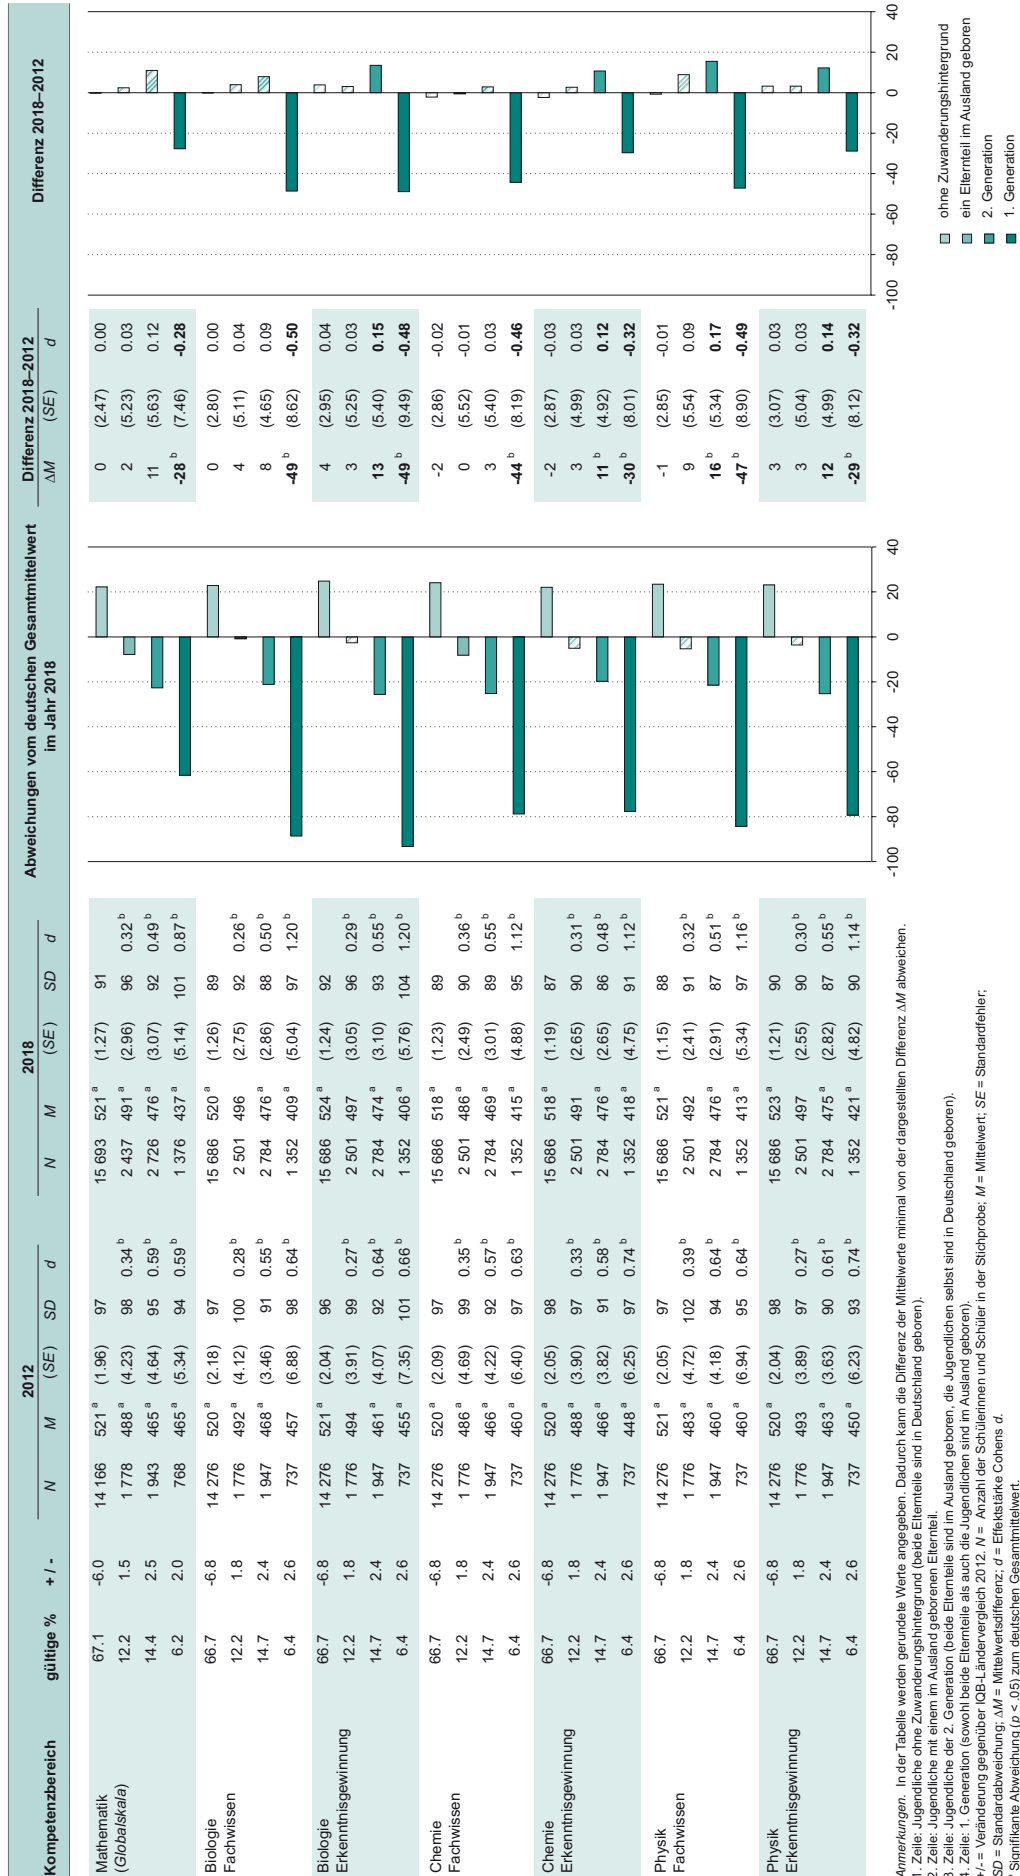 Kompetenzbereich gültige % + / - 2012 2018 Abweichungen vom deutschen Gesamtmittelwert Differenz 2018–2012 Differenz 2018–2012
im Jahr 2018
N M (SE) SD d N M (SE) SD d ΔM (SE) d
Mathematik 67.1 -6.0 14 166 521 a (1.96) 97 15 693 521 a (1.27) 91 0 (2.47) 0.00
(Globalskala) 12.2 1.5 1 778 488 a (4.23) 98 0.34 b 2 437 491 a (2.96) 96 0.32 b 2 (5.23) 0.03
14.4 2.5 1 943 465 a (4.64) 95 0.59 b 2 726 476 a (3.07) 92 0.49 b 11 (5.63) 0.12
6.2 2.0 768 465 a (5.34) 94 0.59 b 1 376 437 a (5.14) 101 0.87 b -28 b (7.46) -0.28
Biologie 66.7 -6.8 14 276 520 a (2.18) 97 15 686 520 a (1.26) 89 0 (2.80) 0.00
Fachwissen 12.2 1.8 1 776 492 a (4.12) 100 0.28 b 2 501 496 (2.75) 92 0.26 b 4 (5.11) 0.04
14.7 2.4 1 947 468 a (3.46) 91 0.55 b 2 784 476 a (2.86) 88 0.50 b 8 (4.65) 0.09
6.4 2.6 737 457 (6.88) 98 0.64 b 1 352 409 a (5.04) 97 1.20 b -49 b (8.62) -0.50
Biologie 66.7 -6.8 14 276 521 a (2.04) 96 15 686 524 a (1.24) 92 4 (2.95) 0.04
Erkenntnisgewinnung 12.2 1.8 1 776 494 (3.91) 99 0.27 b 2 501 497 (3.05) 96 0.29 b 3 (5.25) 0.03
14.7 2.4 1 947 461 a (4.07) 92 0.64 b 2 784 474 a (3.10) 93 0.55 b 13 (5.40) 0.15
6.4 2.6 737 455 a (7.35) 101 0.66 b 1 352 406 a (5.76) 104 1.20 b -49 b (9.49) -0.48
Chemie 66.7 -6.8 14 276 520 a (2.09) 97 15 686 518 a (1.23) 89 -2 (2.86) -0.02
Fachwissen 12.2 1.8 1 776 486 a (4.69) 99 0.35 b 2 501 486 a (2.49) 90 0.36 b 0 (5.52) -0.01
14.7 2.4 1 947 466 a (4.22) 92 0.57 b 2 784 469 a (3.01) 89 0.55 b 3 (5.40) 0.03
6.4 2.6 737 460 a (6.40) 97 0.63 b 1 352 415 a (4.88) 95 1.12 b -44 b (8.19) -0.46
Chemie 66.7 -6.8 14 276 520 a (2.05) 98 15 686 518 a (1.19) 87 -2 (2.87) -0.03
Erkenntnisgewinnung 12.2 1.8 1 776 488 a (3.90) 97 0.33 b 2 501 491 (2.65) 90 0.31 b 3 (4.99) 0.03
14.7 2.4 1 947 466 a (3.82) 91 0.58 b 2 784 476 a (2.65) 86 0.48 b 11 b (4.92) 0.12
6.4 2.6 737 448 a (6.25) 97 0.74 b 1 352 418 a (4.75) 91 1.12 b -30 b (8.01) -0.32
Physik 66.7 -6.8 14 276 521 a (2.05) 97 15 686 521 a (1.15) 88 -1 (2.85) -0.01
Fachwissen 12.2 1.8 1 776 483 a (4.72) 102 0.39 b 2 501 492 a (2.41) 91 0.32 b 9 (5.54) 0.09
14.7 2.4 1 947 460 a (4.18) 94 0.64 b 2 784 476 a (2.91) 87 0.51 b 16 b (5.34) 0.17
6.4 2.6 737 460 a (6.94) 95 0.64 b 1 352 413 a (5.34) 97 1.16 b -47 b (8.90) -0.49
Physik 66.7 -6.8 14 276 520 a (2.04) 98 15 686 523 a (1.21) 90 3 (3.07) 0.03
Erkenntnisgewinnung 12.2 1.8 1 776 493 (3.89) 97 0.27 b 2 501 497 (2.55) 90 0.30 b 3 (5.04) 0.03
14.7 2.4 1 947 463 a (3.63) 90 0.61 b 2 784 475 a (2.82) 87 0.55 b 12 (4.99) 0.14
6.4 2.6 737 450 a (6.23) 93 0.74 b 1 352 421 a (4.82) 90 1.14 b -29 b (8.12) -0.32
-100 -80 -60 -40 -20 0 20 40
-100 -80 -60 -40 -20 0 20 40
ohne Zuwanderungshintergrund
ein Elternteil im Ausland geboren
2. Generation
1. Generation
Anmerkungen. In der Tabelle werden gerundete Werte angegeben. Dadurch kann die Differenz der Mittelwerte minimal von der dargestellten Differenz ΔM abweichen.
1. Zeile: Jugendliche ohne Zuwanderungshintergrund (beide Elternteile sind in Deutschland geboren).
2. Zeile: Jugendliche mit einem im Ausland geborenen Elternteil.
3. Zeile: Jugendliche der 2. Generation (beide Elternteile sind im Ausland geboren, die Jugendlichen selbst sind in Deutschland geboren).
4. Zeile: 1. Generation (sowohl beide Elternteile als auch die Jugendlichen sind im Ausland geboren).
+/- = Veränderung gegenüber IQB-Ländervergleich 2012. N = Anzahl der Schülerinnen und Schüler in der Stichprobe; M = Mittelwert; SE = Standardfehler;
SD = Standardabweichung; ΔM = Mittelwertsdifferenz; d = Effektstärke Cohens d.
Signifikante Abweichung (p < .05) zum deutschen Gesamtmittelwert.